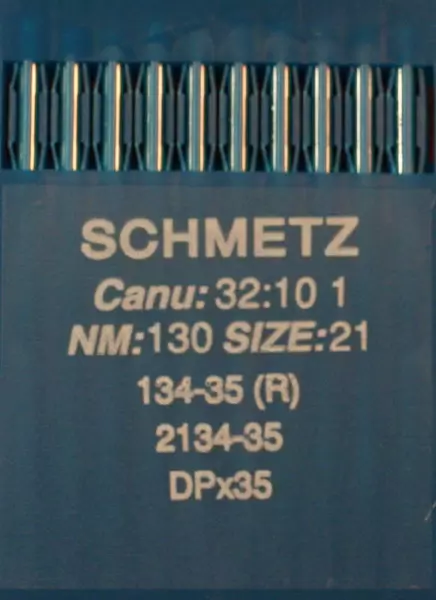 SCHMETZ
Canu: 32:10 1
NM:130 SIZE:21
134-35 (R)
2134-35
DPx35